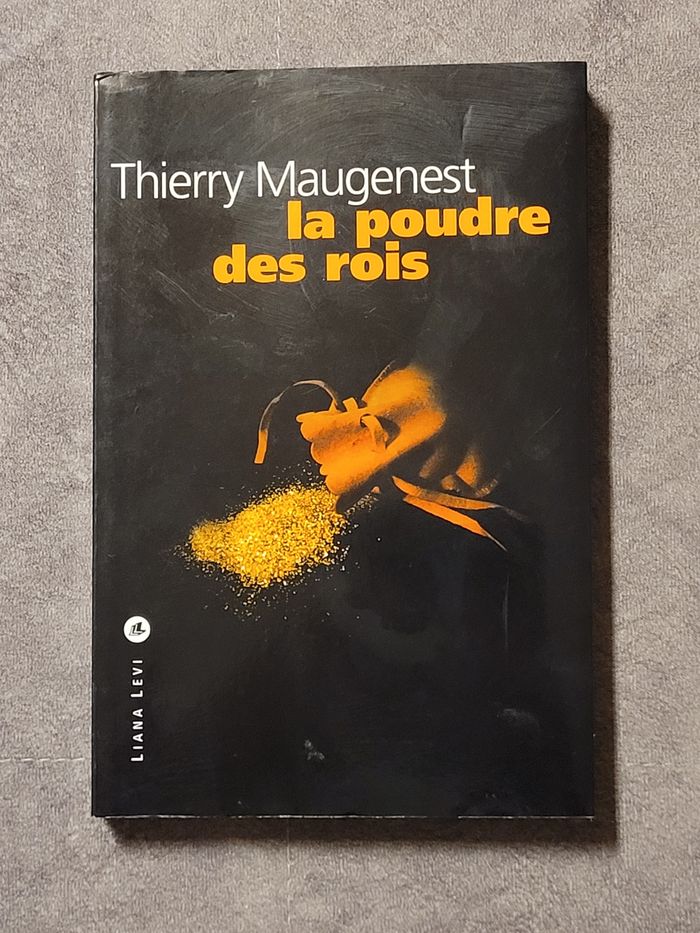 Thierry Maugenest
la poudre
des rois
LIANA LEVI